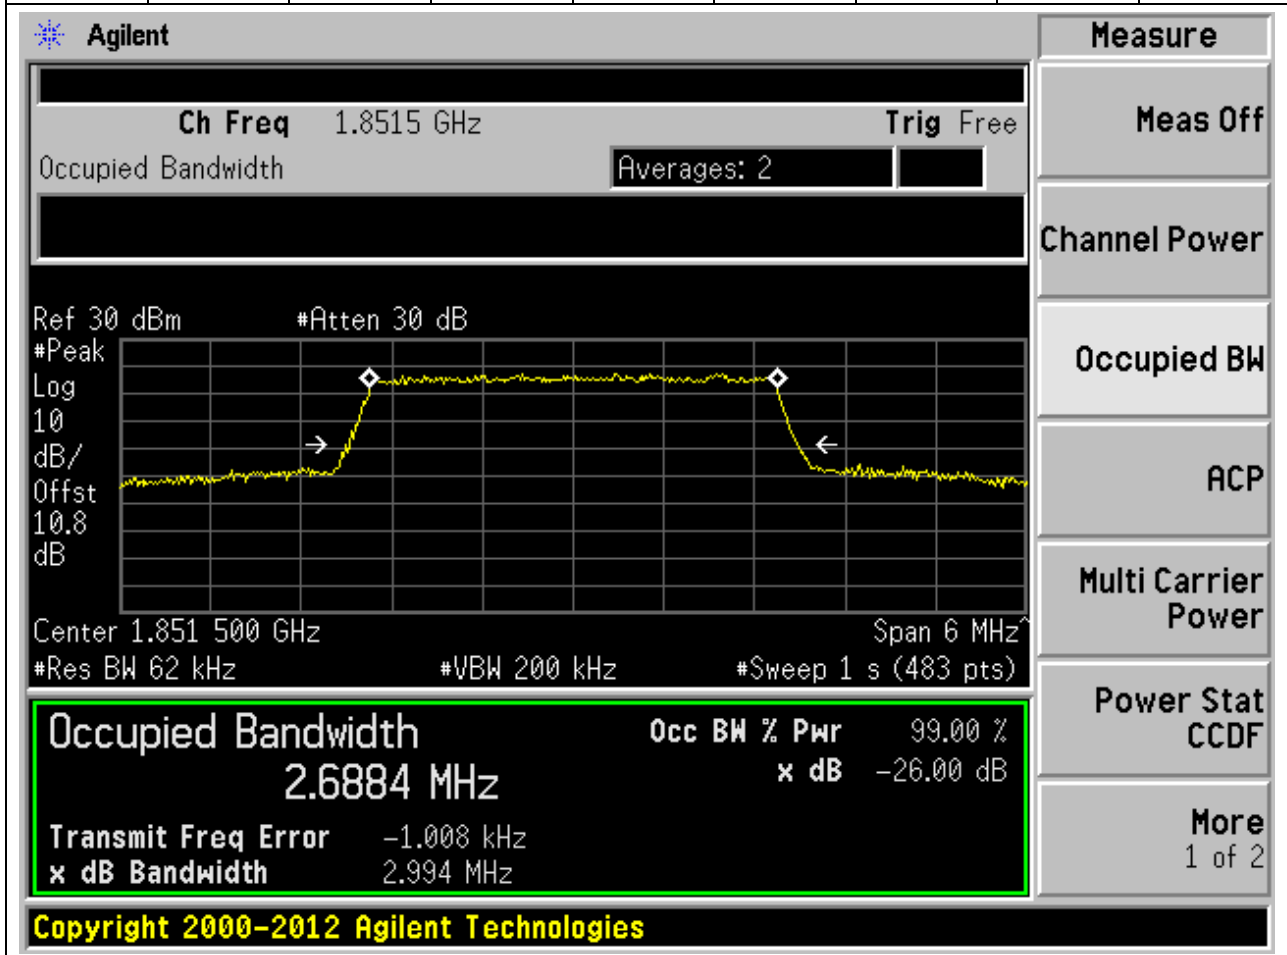 Agilent
Measure
Ch Freq 1.8515 GHz Trig Free
Occupied Bandwidth Averages: 2
Meas Off
Channel Power
Occupied BW
ACP
Multi Carrier
Power
Power Stat
CCDF
More
1 of 2
Ref 30 dBm #Atten 30 dB
#Peak
Log
10
dB/
Offst
10.8
dB
Center 1.851 500 GHz Span 6 MHz^
#Res BW 62 kHz #VBW 200 kHz #Sweep 1 s (483 pts)
Occupied Bandwidth Occ BW % Pwr 99.00 %
2.6884 MHz x dB -26.00 dB
Transmit Freq Error -1.008 kHz
x dB Bandwidth 2.994 MHz
Copyright 2000-2012 Agilent Technologies